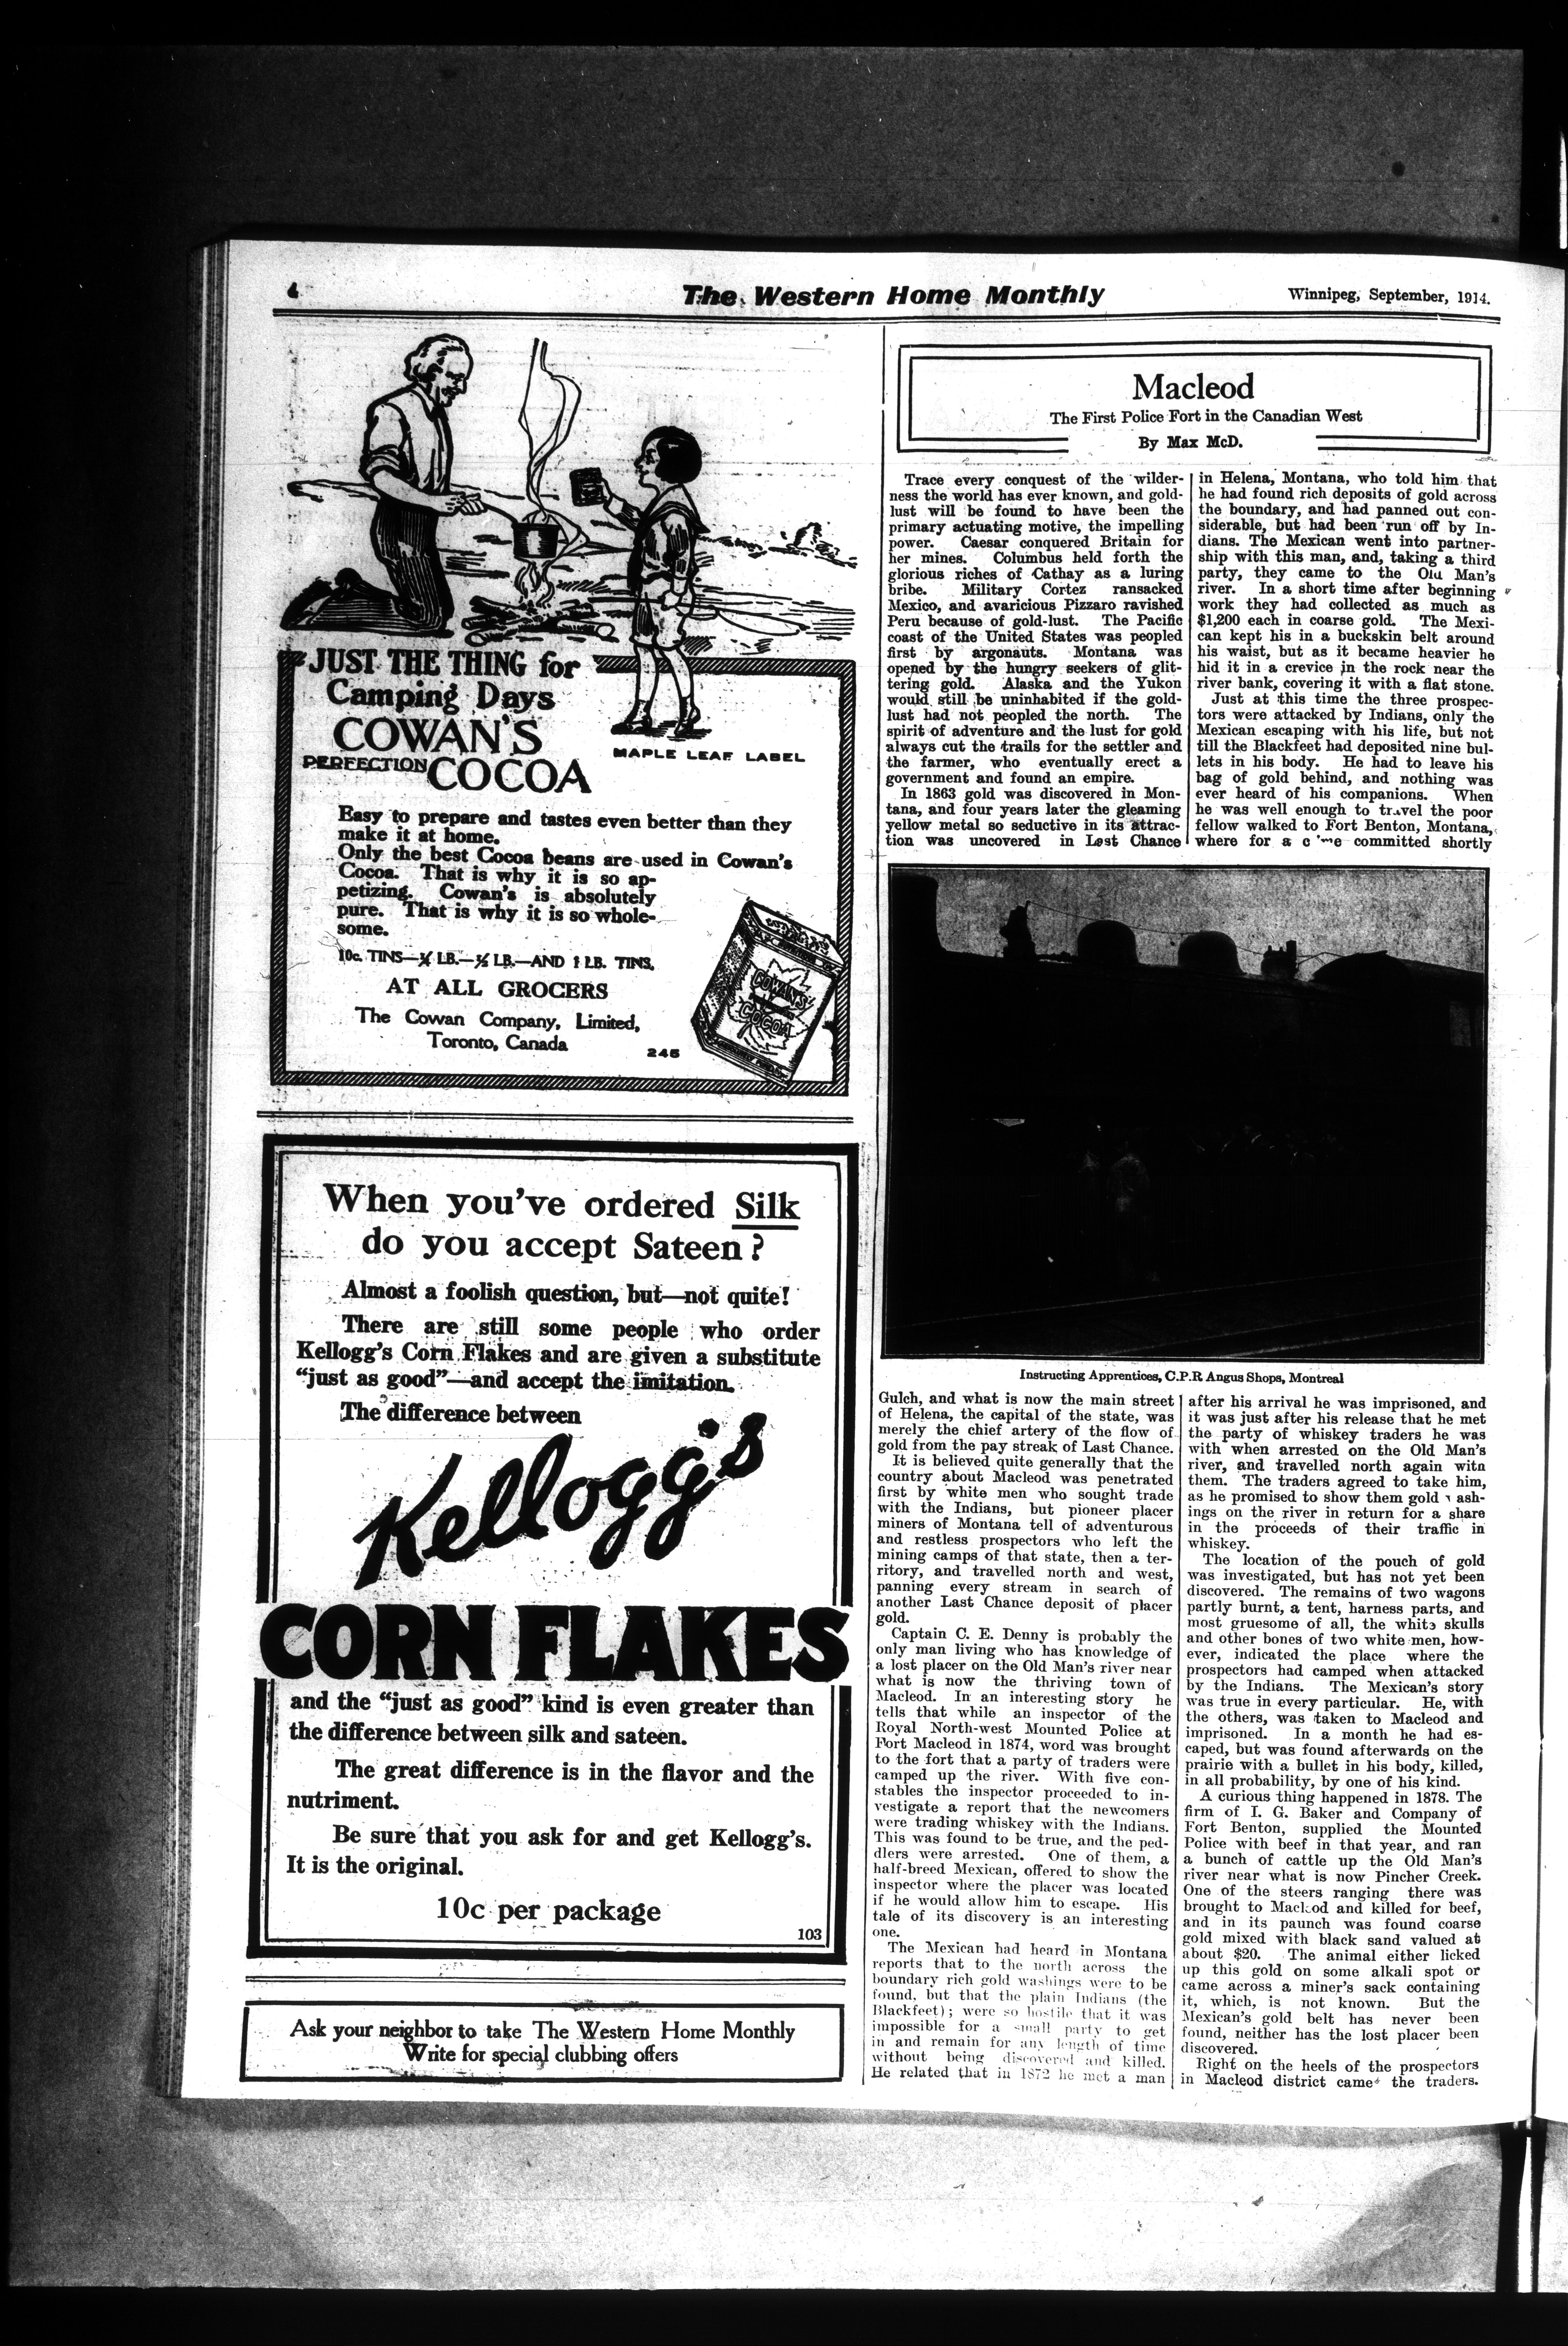 4
The Western Home Monthly
Winnipeg, September, 1914.
JUST THE THING for
Camping Days
COWAN'S
PERFECTION COCOA
MAPLE LEAF LABEL
Easy to prepare and tastes even better than they
make it at home.
Only the best Cocoa beans are used in Cowan's
Cocoa. That is why it is so ap-
petizing. Cowan's is absolutely
pure. That is why it is so whole-
some.
10c. TINS—¼ LB.—½ LB.—AND 1 LB. TINS.
AT ALL GROCERS
The Cowan Company, Limited,
Toronto, Canada
245
COWAN'S
COCOA
When you've ordered Silk
do you accept Sateen?
Almost a foolish question, but—not quite!
There are still some people who order
Kellogg's Corn Flakes and are given a substitute
"just as good"—and accept the imitation.
The difference between
Kellogg's
CORN FLAKES
and the "just as good" kind is even greater than
the difference between silk and sateen.
The great difference is in the flavor and the
nutriment.
Be sure that you ask for and get Kellogg's.
It is the original.
10c per package
103
Ask your neighbor to take The Western Home Monthly
Write for special clubbing offers
Macleod
The First Police Fort in the Canadian West
By Max McD.
Trace every conquest of the wilder-
ness the world has ever known, and gold-
lust will be found to have been the
primary actuating motive, the impelling
power. Caesar conquered Britain for
her mines. Columbus held forth the
glorious riches of Cathay as a luring
bribe. Military Cortez ransacked
Mexico, and avaricious Pizzaro ravished
Peru because of gold-lust. The Pacific
coast of the United States was peopled
first by argonauts. Montana was
opened by the hungry seekers of glit-
tering gold. Alaska and the Yukon
would still be uninhabited if the gold-
lust had not peopled the north. The
spirit of adventure and the lust for gold
always cut the trails for the settler and
the farmer, who eventually erect a
government and found an empire.
In 1863 gold was discovered in Mon-
tana, and four years later the gleaming
yellow metal so seductive in its attrac-
tion was uncovered in Last Chance
in Helena, Montana, who told him that
he had found rich deposits of gold across
the boundary, and had panned out con-
siderable, but had been run off by In-
dians. The Mexican went into partner-
ship with this man, and, taking a third
party, they came to the Old Man's
river. In a short time after beginning
work they had collected as much as
$1,200 each in coarse gold. The Mexi-
can kept his in a buckskin belt around
his waist, but as it became heavier he
hid it in a crevice in the rock near the
river bank, covering it with a flat stone.
Just at this time the three prospec-
tors were attacked by Indians, only the
Mexican escaping with his life, but not
till the Blackfeet had deposited nine bul-
lets in his body. He had to leave his
bag of gold behind, and nothing was
ever heard of his companions. When
he was well enough to travel the poor
fellow walked to Fort Benton, Montana,
where for a committed shortly
Instructing Apprentices, C.P.R Angus Shops, Montreal
Gulch, and what is now the main street
of Helena, the capital of the state, was
merely the chief artery of the flow of
gold from the pay streak of Last Chance.
It is believed quite generally that the
country about Macleod was penetrated
first by white men who sought trade
with the Indians, but pioneer placer
miners of Montana tell of adventurous
and restless prospectors who left the
mining camps of that state, then a ter-
ritory, and travelled north and west,
panning every stream in search of
another Last Chance deposit of placer
gold.
Captain C. E. Denny is probably the
only man living who has knowledge of
a lost placer on the Old Man's river near
what is now the thriving town of
Macleod. In an interesting story he
tells that while an inspector of the
Royal North-west Mounted Police at
Fort Macleod in 1874, word was brought
to the fort that a party of traders were
camped up the river. With five con-
stables the inspector proceeded to in-
vestigate a report that the newcomers
were trading whiskey with the Indians.
This was found to be true, and the ped-
dlers were arrested. One of them, a
half-breed Mexican, offered to show the
inspector where the placer was located
if he would allow him to escape. His
tale of its discovery is an interesting
one.
The Mexican had heard in Montana
reports that to the north across the
boundary rich gold washings were to be
found, but that the plain Indians (the
Blackfeet); were so hostile that it was
impossible for a small party to get
in and remain for any length of time
without being discovered and killed.
He related that in 1872 he met a man
after his arrival he was imprisoned, and
it was just after his release that he met
the party of whiskey traders he was
with when arrested on the Old Man's
river, and travelled north again with
them. The traders agreed to take him,
as he promised to show them gold ash-
ings on the river in return for a share
in the proceeds of their traffic in
whiskey.
The location of the pouch of gold
was investigated, but has not yet been
discovered. The remains of two wagons
partly burnt, a tent, harness parts, and
most gruesome of all, the white skulls
and other bones of two white men, how-
ever, indicated the place where the
prospectors had camped when attacked
by the Indians. The Mexican's story
was true in every particular. He, with
the others, was taken to Macleod and
imprisoned. In a month he had es-
caped, but was found afterwards on the
prairie with a bullet in his body, killed,
in all probability, by one of his kind.
A curious thing happened in 1878. The
firm of I. G. Baker and Company of
Fort Benton, supplied the Mounted
Police with beef in that year, and ran
a bunch of cattle up the Old Man's
river near what is now Pincher Creek.
One of the steers ranging there was
brought to Macleod and killed for beef,
and in its paunch was found coarse
gold mixed with black sand valued at
about $20. The animal either licked
up this gold on some alkali spot or
came across a miner's sack containing
it, which, is not known. But the
Mexican's gold belt has never been
found, neither has the lost placer been
discovered.
Right on the heels of the prospectors
in Macleod district came the traders.